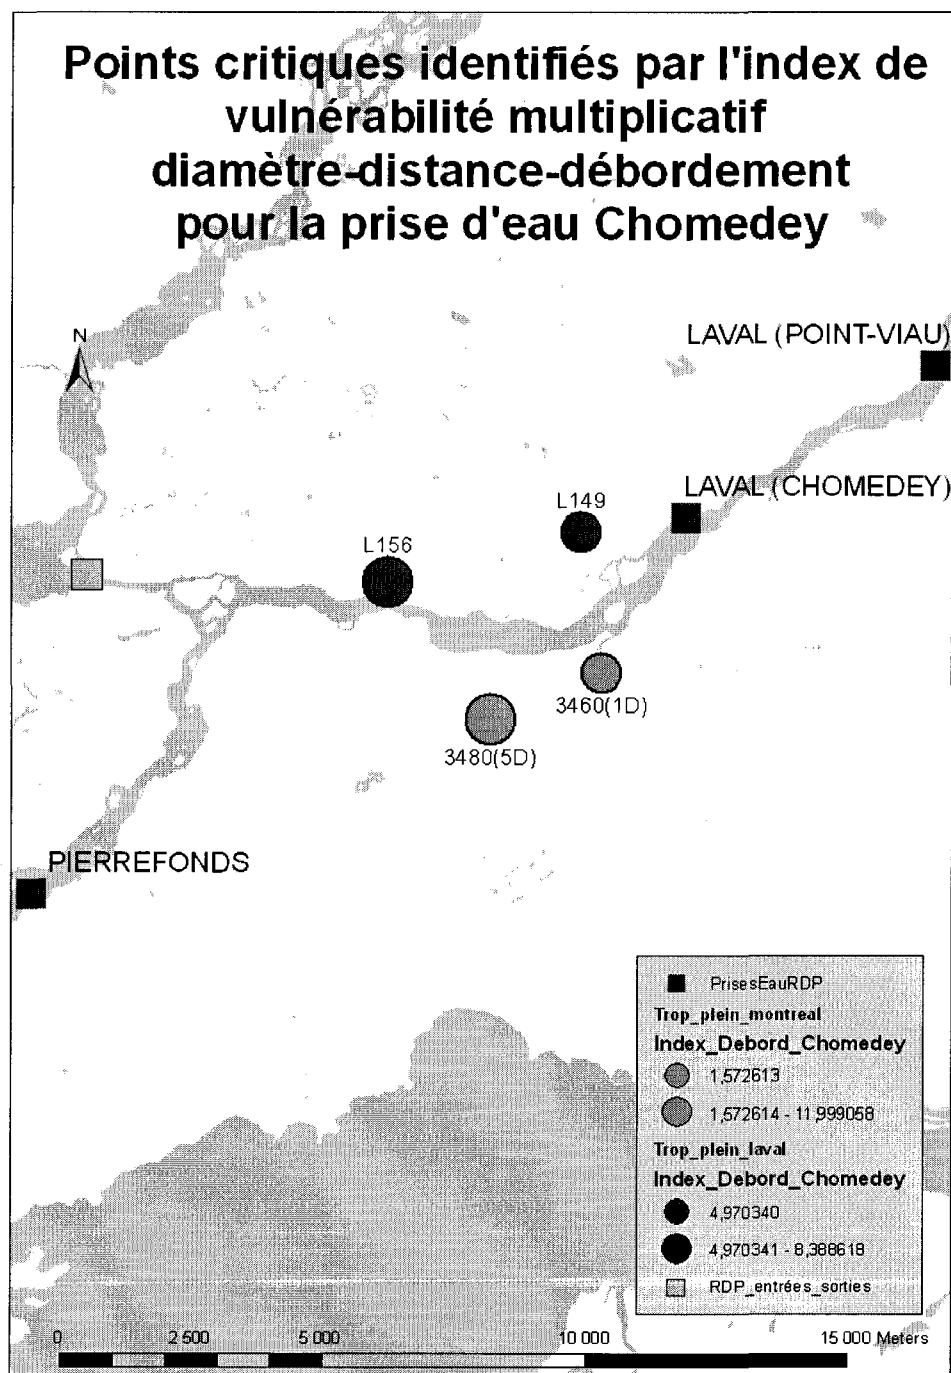 Points critiques identifiés par l'index de
vulnérabilité multiplicatif
diamètre-distance-débordement
pour la prise d'eau Chomedey
N
LAVAL (POINT-VIAU)
LAVAL (CHOMEDEY)
L149
L156
3460(1D)
3480(5D)
PIERREFONDS
PrisesEauRDP
Trop_plein_montreal
Index_Debord_Chomedey
1,572613
1,572614 - 11,999058
Trop_plein_laval
Index_Debord_Chomedey
4,970340
4,970341 - 8,388618
RDP_entrées_sorties
0 2 500 5 000 10 000 15 000 Meters